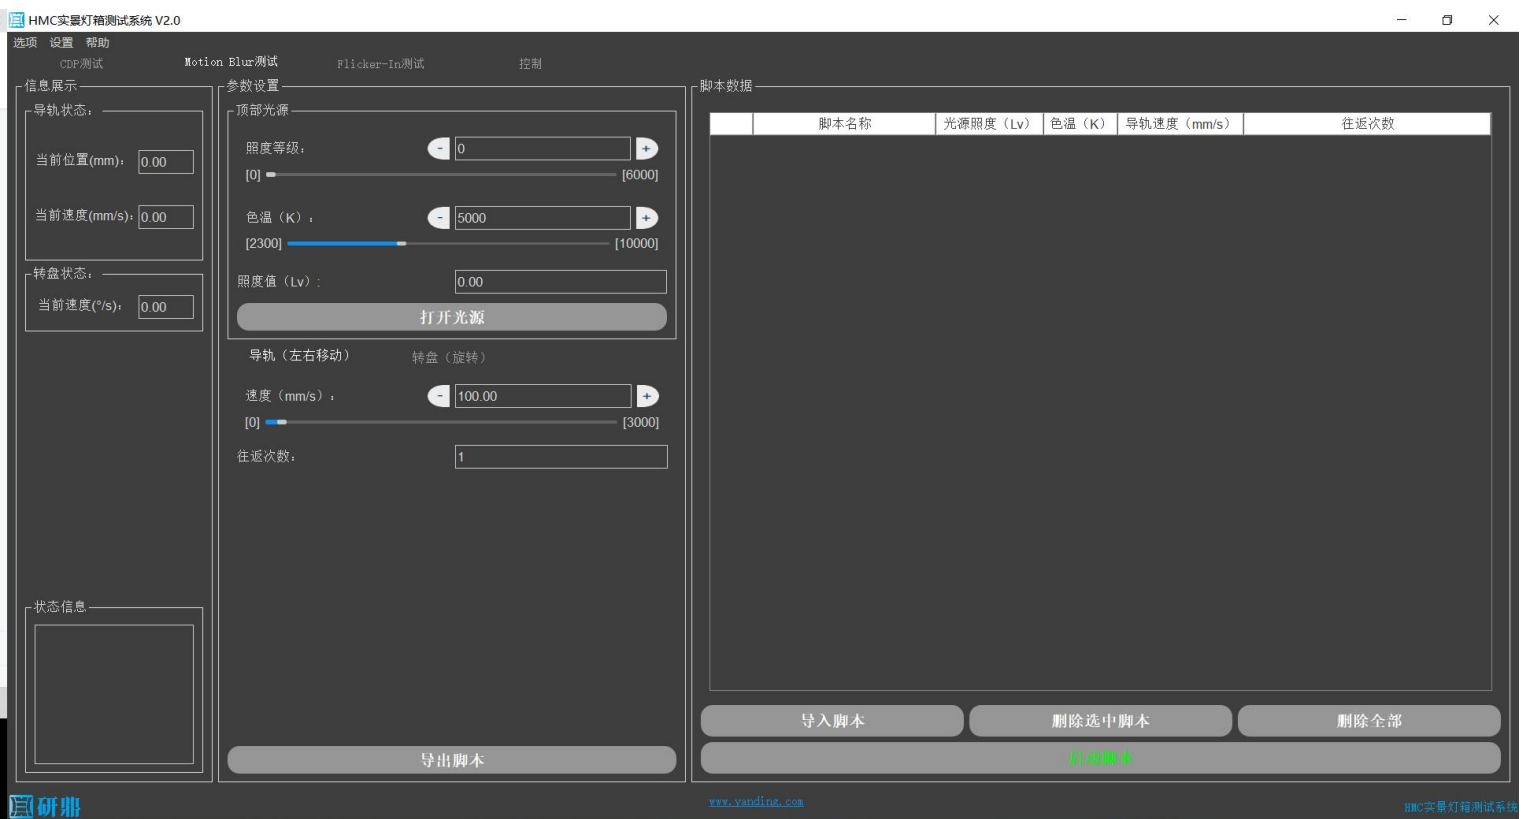 HMC实景灯箱测试系统 V2.0
选项 设置 帮助
CDP测试 Motion Blur测试 Flicker-In测试 控制
信息展示
导轨状态：
当前位置(mm)： 0.00
当前速度(mm/s)： 0.00
转盘状态：
当前速度(°/s)： 0.00
状态信息
参数设置
顶部光源
照度等级： - 0 +
[0] [6000]
色温（K）： - 5000 +
[2300] [10000]
照度值（Lv）: 0.00
打开光源
导轨（左右移动） 转盘（旋转）
速度（mm/s）： - 100.00 +
[0] [3000]
往返次数： 1
导出脚本
脚本数据
脚本名称 光源照度（Lv） 色温（K） 导轨速度（mm/s） 往返次数
导入脚本 删除选中脚本 删除全部
启动脚本
研鼎 www.yanding.com HMC实景灯箱测试系统